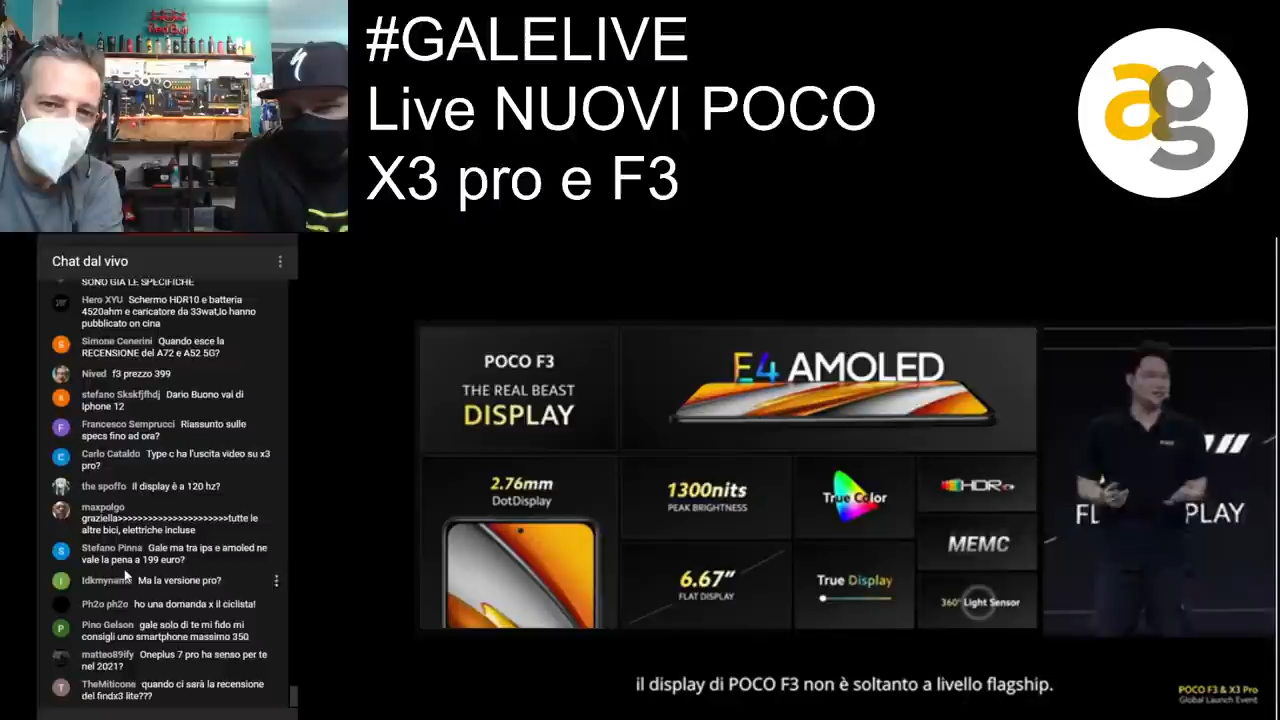 #GALELIVE
Live NUOVI POCO
X3 pro e F3
ag
Chat dal vivo
SONO GIA LE SPECIFICHE
Hero XYU Schermo HDR10 e batteria
4520ahm e caricatore da 33wat,lo hanno
pubblicato on cina
Simone Cenerini Quando esce la
RECENSIONE del A72 e A52 5G?
Nived f3 prezzo 399
stefano Skskfjfhdj Dario Buono vai di
Iphone 12
Francesco Semprucci Riassunto sulle
specs fino ad ora?
Carlo Cataldo Type c ha l'uscita video su x3
pro?
the spoffo Il display è a 120 hz?
maxpolgo
graziella>>>>>>>>>>>>>>>>>>>>>>tutte le
altre bici, elettriche incluse
Stefano Pinna Gale ma tra ips e amoled ne
vale la pena a 199 euro?
Idkmyname Ma la versione pro?
Ph2o ph2o ho una domanda x il ciclista!
Pino Gelson gale solo di te mi fido mi
consigli uno smartphone massimo 350
matteo89ify Oneplus 7 pro ha senso per te
nel 2021?
TheMiticone quando ci sarà la recensione
del findx3 lite???
POCO F3
THE REAL BEAST
DISPLAY
E4 AMOLED
2.76mm
DotDisplay
1300nits
PEAK BRIGHTNESS
True Color
HDR
MEMC
6.67"
FLAT DISPLAY
True Display
360° Light Sensor
FL PLAY
il display di POCO F3 non è soltanto a livello flagship.
POCO F3 & X3 Pro
Global Launch Event